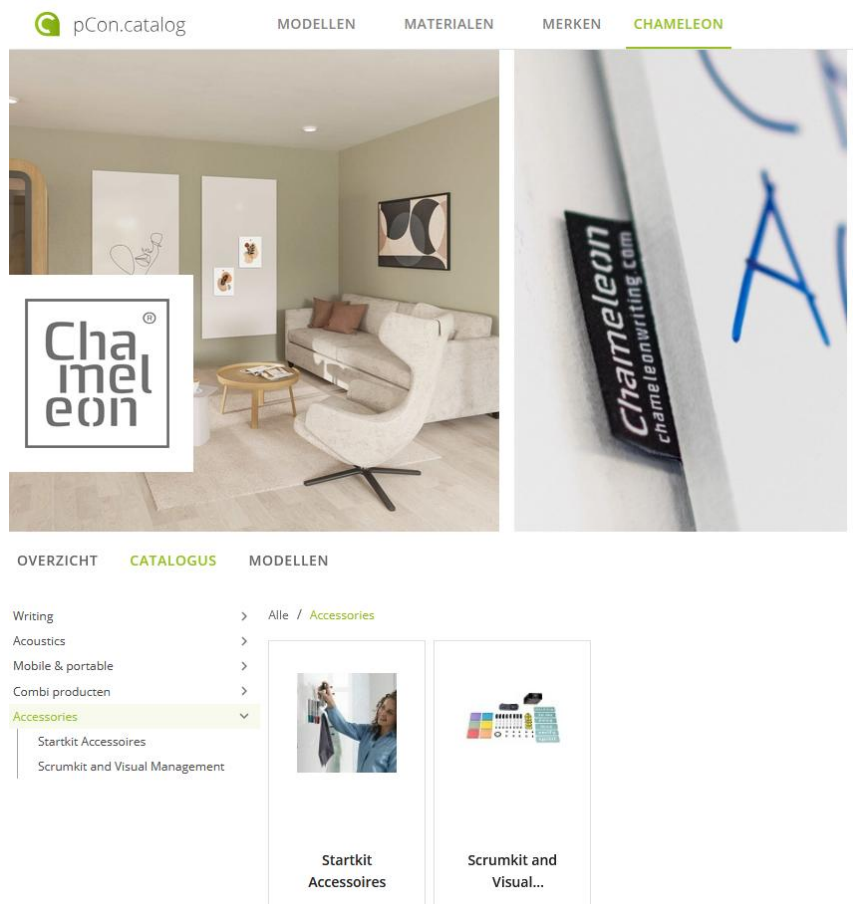 pCon.catalog
MODELLEN
MATERIALEN
MERKEN
CHAMELEON
Cha
mel
eon
®
Chameleon
chameleonwriting.com
A
OVERZICHT
CATALOGUS
MODELLEN
Writing
Acoustics
Mobile & portable
Combi producten
Accessories
Startkit Accessoires
Scrumkit and Visual Management
Alle / Accessories
Startkit
Accessoires
Scrumkit and
Visual...